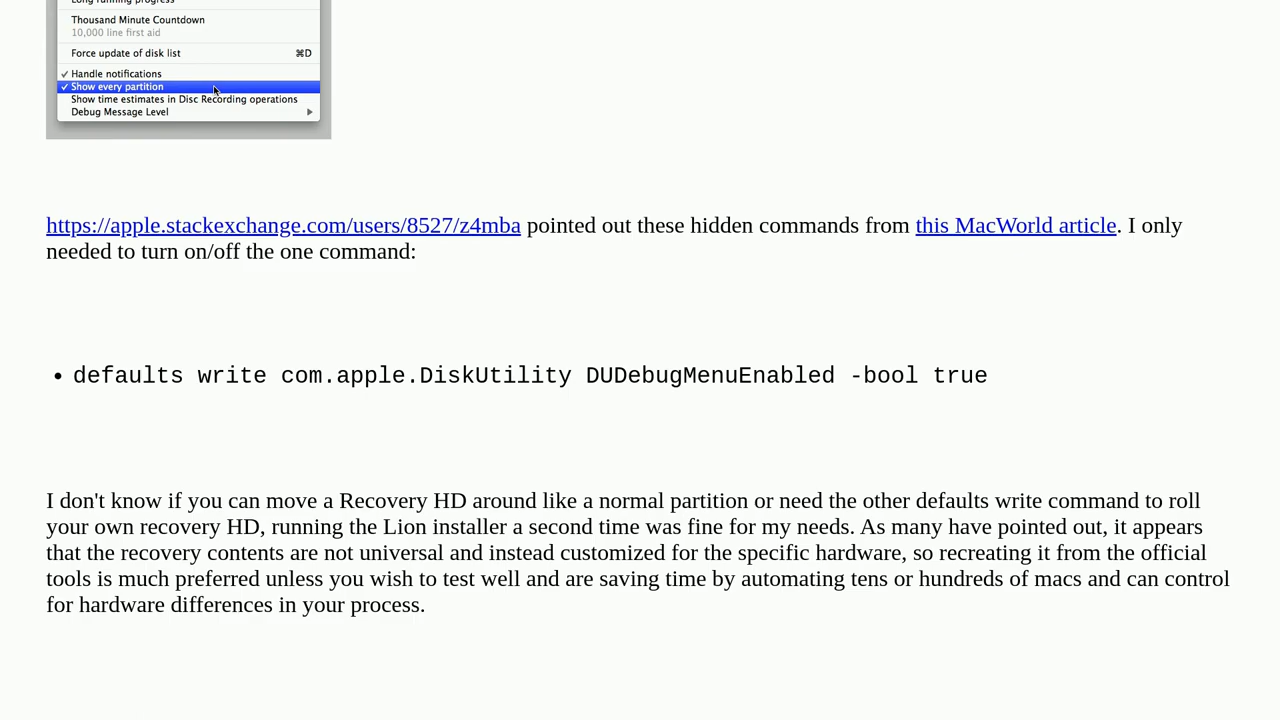 Long running progress
Thousand Minute Countdown
10,000 line first aid
Force update of disk list ⌘D
✓ Handle notifications
✓ Show every partition
Show time estimates in Disc Recording operations
Debug Message Level ▶
https://apple.stackexchange.com/users/8527/z4mba pointed out these hidden commands from this MacWorld article. I only
needed to turn on/off the one command:
• defaults write com.apple.DiskUtility DUDebugMenuEnabled -bool true
I don't know if you can move a Recovery HD around like a normal partition or need the other defaults write command to roll
your own recovery HD, running the Lion installer a second time was fine for my needs. As many have pointed out, it appears
that the recovery contents are not universal and instead customized for the specific hardware, so recreating it from the official
tools is much preferred unless you wish to test well and are saving time by automating tens or hundreds of macs and can control
for hardware differences in your process.